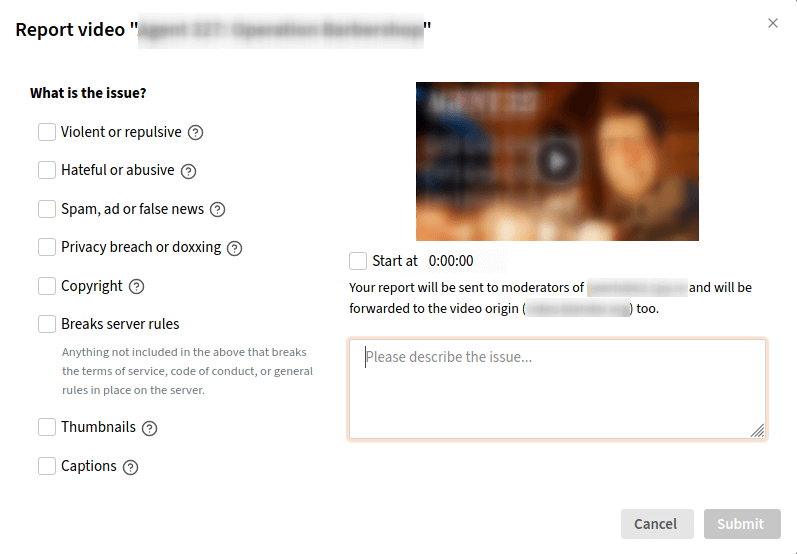 Report video "
"
What is the issue?
Violent or repulsive
Hateful or abusive
Spam, ad or false news
Privacy breach or doxxing
Copyright
Breaks server rules
Anything not included in the above that breaks
the terms of service, code of conduct, or general
rules in place on the server.
Thumbnails
Captions
Start at 0:00:00
Your report will be sent to moderators of and will be
forwarded to the video origin ( ) too.
Please describe the issue...
Cancel
Submit